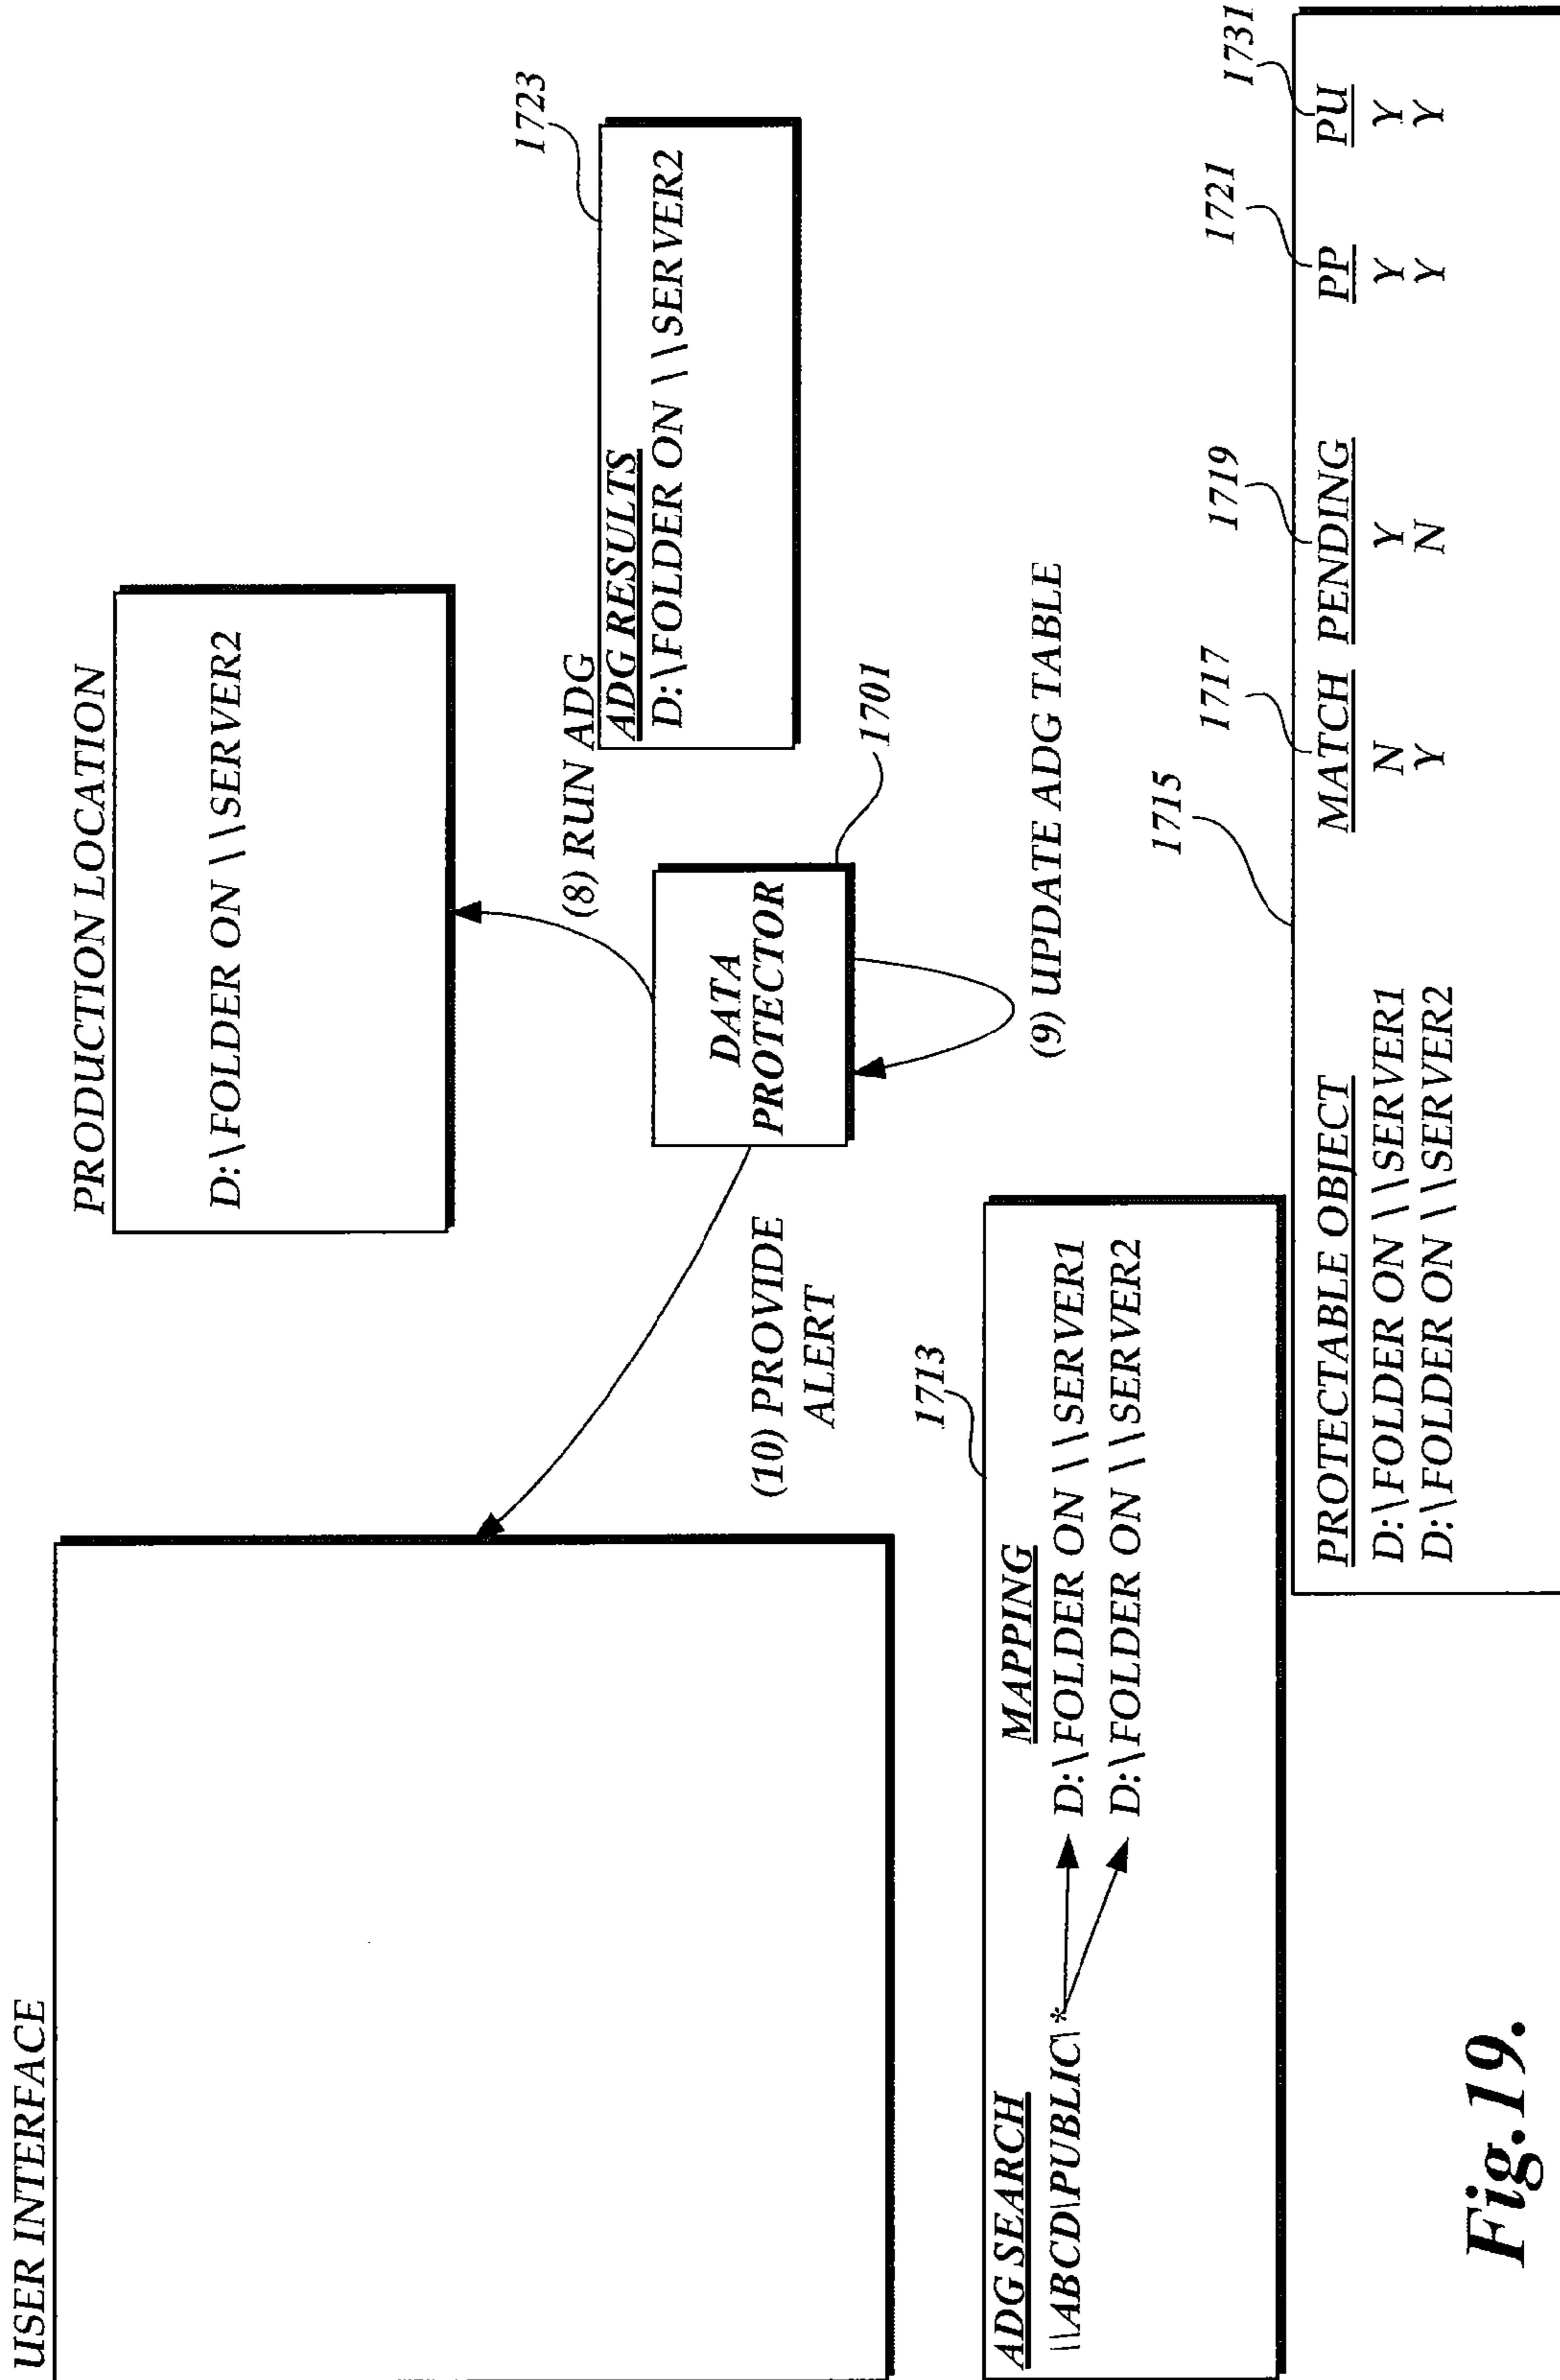 USER INTERFACE
PRODUCTION LOCATION
D:\FOLDER ON \\SERVER2
(8) RUN ADG
1723
ADG RESULTS
D:\FOLDER ON \\SERVER2
DATA
PROTECTOR
1701
(9) UPDATE ADG TABLE
(10) PROVIDE
ALERT
1713
ADG SEARCH
MAPPING
\\ABCD\PUBLIC\*
D:\FOLDER ON \\SERVER1
D:\FOLDER ON \\SERVER2
1715
1717
1719
1721
1731
PROTECTABLE OBJECT MATCH PENDING PP PU
D:\FOLDER ON \\SERVER1 N Y Y Y
D:\FOLDER ON \\SERVER2 Y N Y Y
Fig.19.